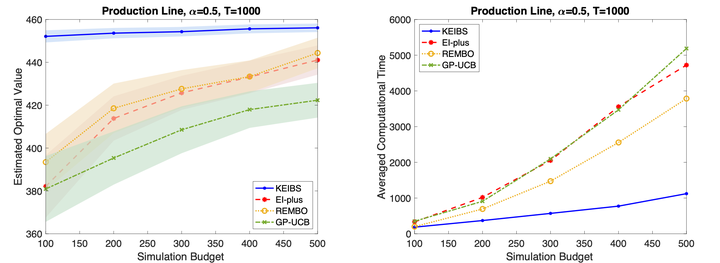 Production Line, α=0.5, T=1000
460
440
420
400
380
360
Estimated Optimal Value
100 150 200 250 300 350 400 450 500
Simulation Budget
KEIBS
EI-plus
REMBO
GP-UCB
Production Line, α=0.5, T=1000
6000
5000
4000
3000
2000
1000
0
Averaged Computational Time
100 150 200 250 300 350 400 450 500
Simulation Budget
KEIBS
EI-plus
REMBO
GP-UCB